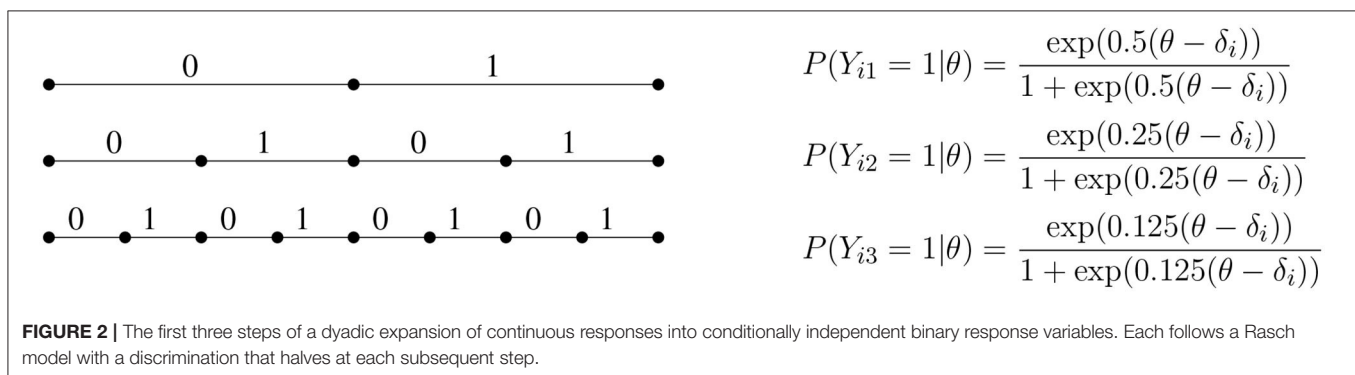 0 1
0 1 0 1
0 1 0 1 0 1 0 1
P(Y_{i1} = 1|θ) = \frac{exp(0.5(θ − δ_i))}{1 + exp(0.5(θ − δ_i))}
P(Y_{i2} = 1|θ) = \frac{exp(0.25(θ − δ_i))}{1 + exp(0.25(θ − δ_i))}
P(Y_{i3} = 1|θ) = \frac{exp(0.125(θ − δ_i))}{1 + exp(0.125(θ − δ_i))}
FIGURE 2 | The first three steps of a dyadic expansion of continuous responses into conditionally independent binary response variables. Each follows a Rasch
model with a discrimination that halves at each subsequent step.